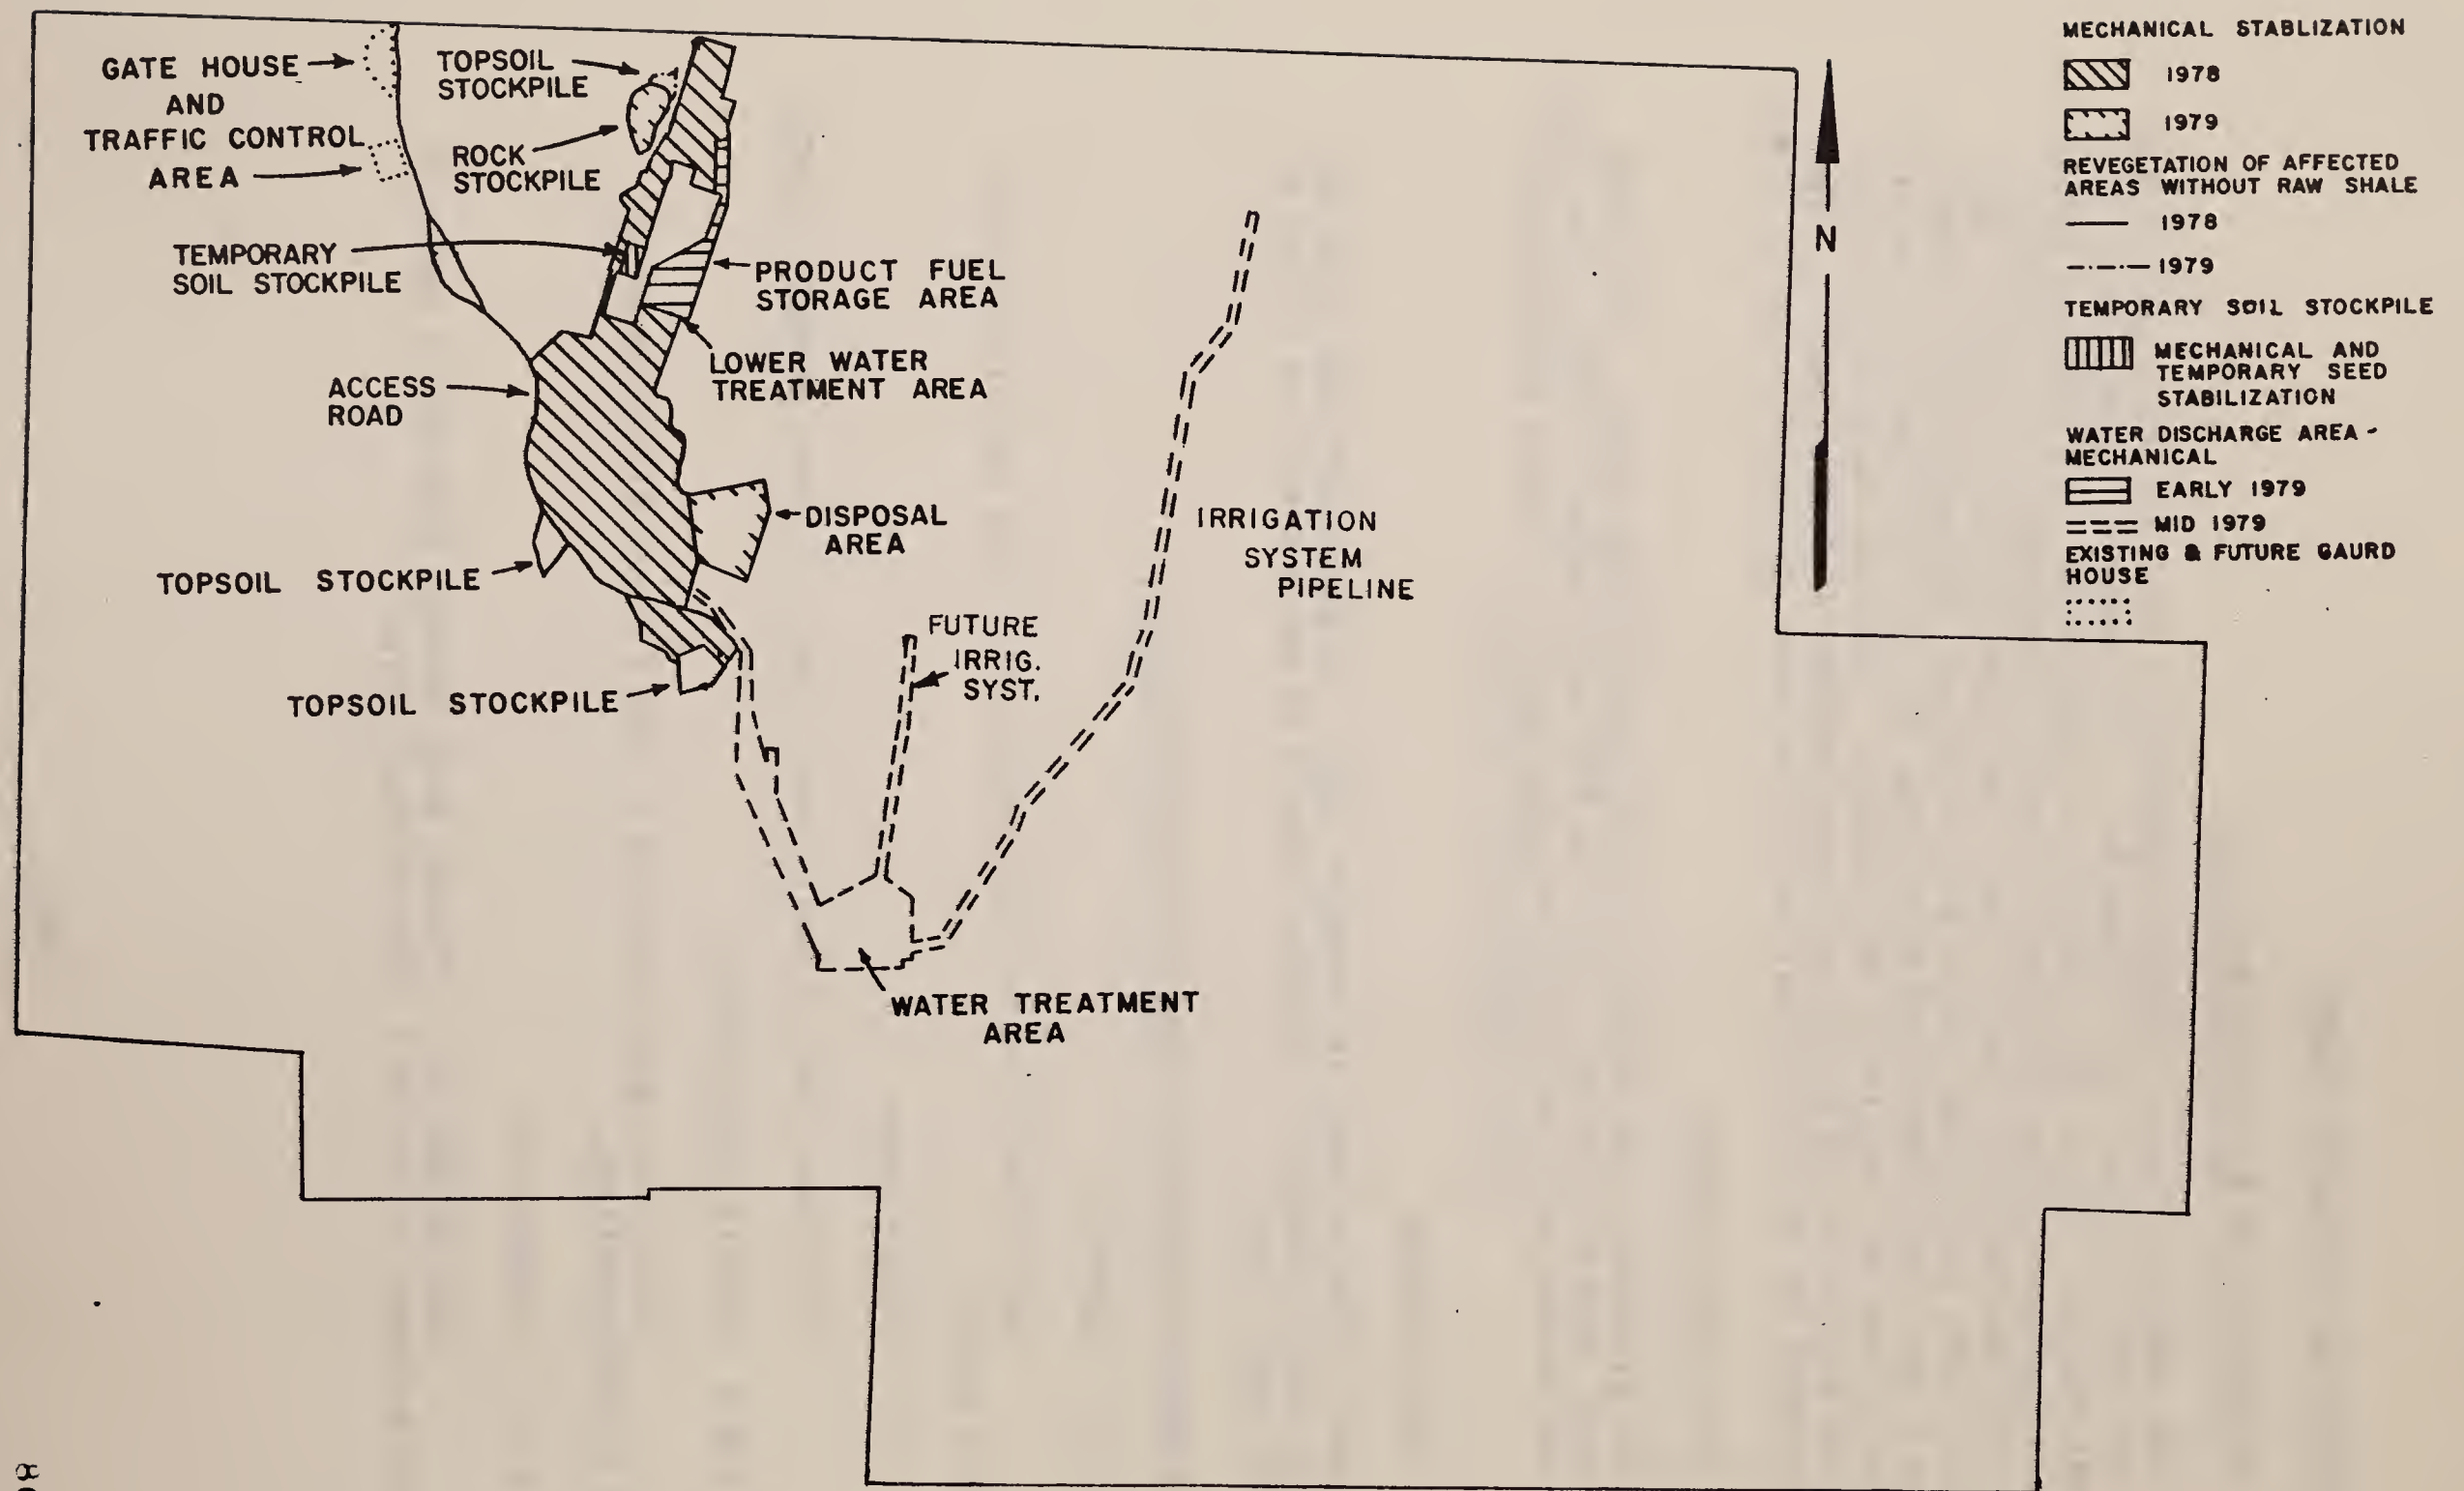 GATE HOUSE
AND
TRAFFIC CONTROL
AREA
TOPSOIL
STOCKPILE
ROCK
STOCKPILE
TEMPORARY
SOIL STOCKPILE
PRODUCT FUEL
STORAGE AREA
LOWER WATER
TREATMENT AREA
ACCESS
ROAD
DISPOSAL
AREA
TOPSOIL STOCKPILE
TOPSOIL STOCKPILE
FUTURE
IRRIG.
SYST.
IRRIGATION
SYSTEM
PIPELINE
WATER TREATMENT
AREA
N
MECHANICAL STABLIZATION
1978
1979
REVEGETATION OF AFFECTED
AREAS WITHOUT RAW SHALE
1978
1979
TEMPORARY SOIL STOCKPILE
MECHANICAL AND
TEMPORARY SEED
STABILIZATION
WATER DISCHARGE AREA -
MECHANICAL
EARLY 1979
MID 1979
EXISTING & FUTURE GAURD
HOUSE